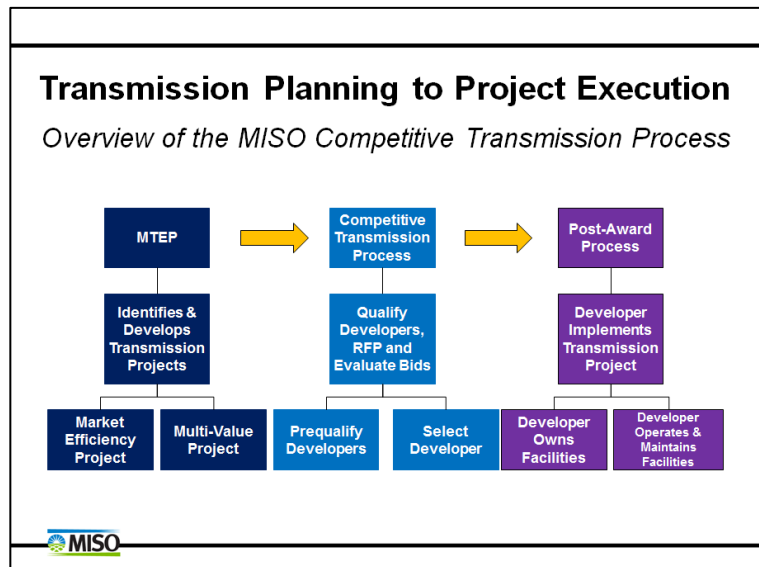 Transmission Planning to Project Execution
Overview of the MISO Competitive Transmission Process
MTEP
Competitive
Transmission
Process
Post-Award
Process
Identifies &
Develops
Transmission
Projects
Qualify
Developers,
RFP and
Evaluate Bids
Developer
Implements
Transmission
Project
Market
Efficiency
Project
Multi-Value
Project
Prequalify
Developers
Select
Developer
Developer
Owns
Facilities
Developer
Operates &
Maintains
Facilities
MISO